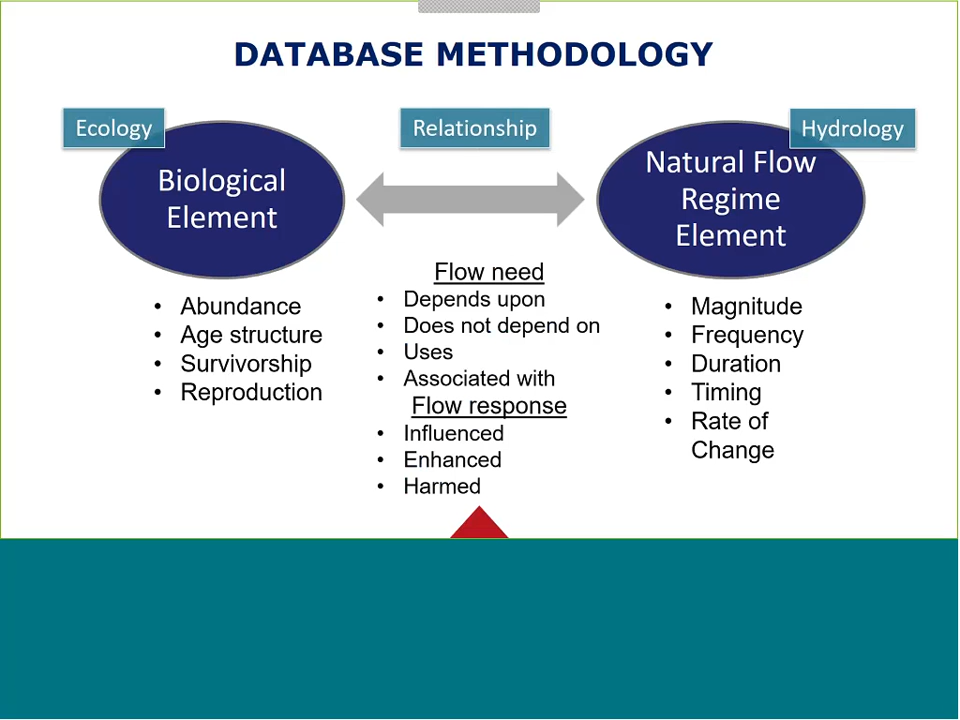 DATABASE METHODOLOGY
Ecology
Relationship
Hydrology
Biological
Element
Natural Flow
Regime
Element
• Abundance
• Age structure
• Survivorship
• Reproduction
Flow need
• Depends upon
• Does not depend on
• Uses
• Associated with
Flow response
• Influenced
• Enhanced
• Harmed
• Magnitude
• Frequency
• Duration
• Timing
• Rate of
Change